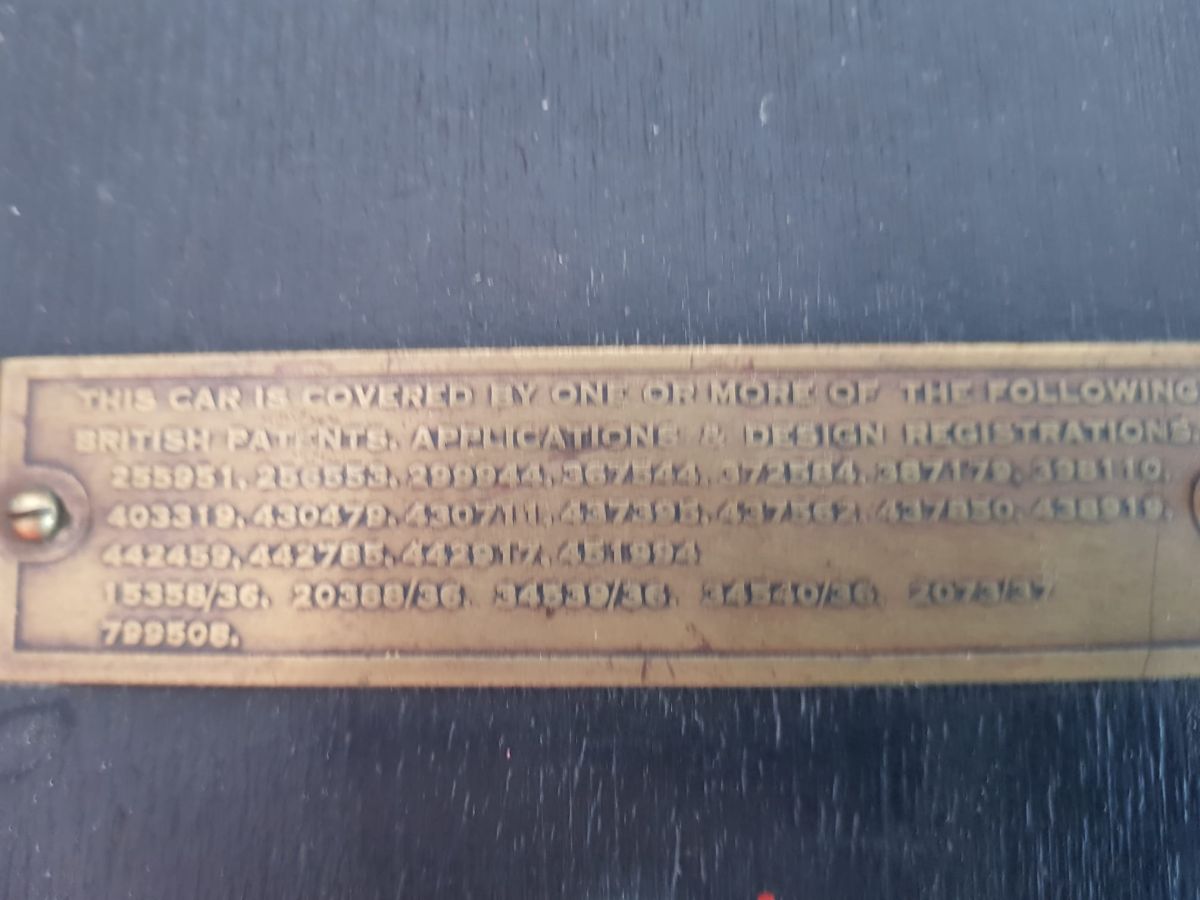 THIS CAR IS COVERED BY ONE OR MORE OF THE FOLLOWING
BRITISH PATENTS, APPLICATIONS & DESIGN REGISTRATIONS:
255951, 256553, 299944, 367544, 372584, 387179, 398110,
403319, 430479, 430711, 437395, 437562, 437850, 438919,
442459, 442785, 442917, 451994
15358/36, 20388/36, 34539/36, 34540/36, 2073/37
799508.